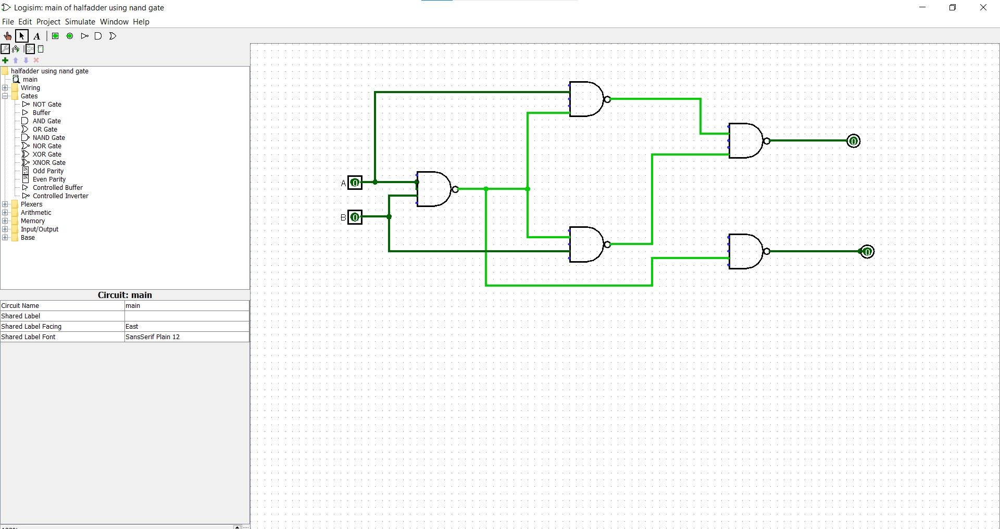 Logisim: main of halfadder using nand gate
File Edit Project Simulate Window Help
A
halfadder using nand gate
main
Wiring
Gates
NOT Gate
Buffer
AND Gate
OR Gate
NAND Gate
NOR Gate
XOR Gate
XNOR Gate
Odd Parity
Even Parity
Controlled Buffer
Controlled Inverter
Plexers
Arithmetic
Memory
Input/Output
Base
Circuit: main
Circuit Name main
Shared Label
Shared Label Facing East
Shared Label Font SansSerif Plain 12
A 0
B 0
0
0